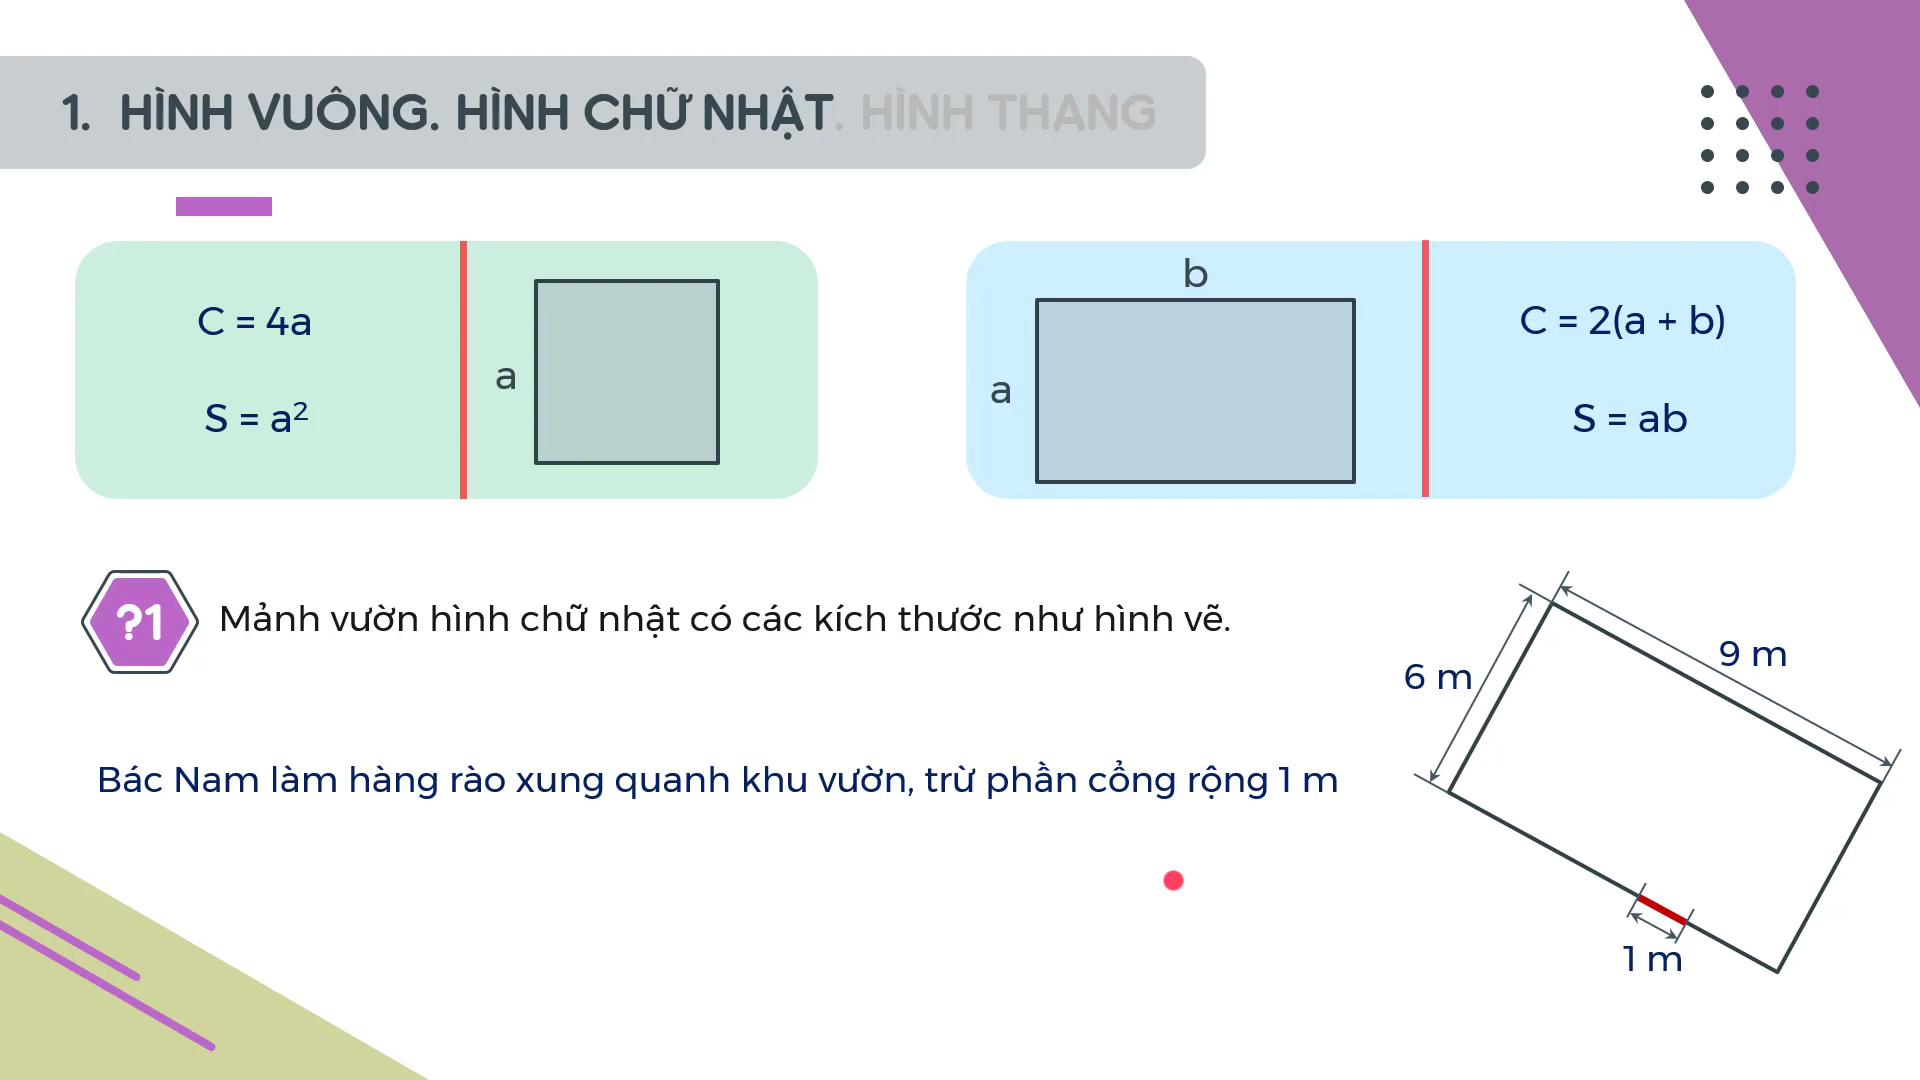 1. HÌNH VUÔNG. HÌNH CHỮ NHẬT. HÌNH THANG
C = 4a
S = a²
a
b
a
C = 2(a + b)
S = ab
?1 Mảnh vườn hình chữ nhật có các kích thước như hình vẽ.
6 m
9 m
Bác Nam làm hàng rào xung quanh khu vườn, trừ phần cổng rộng 1 m
1 m